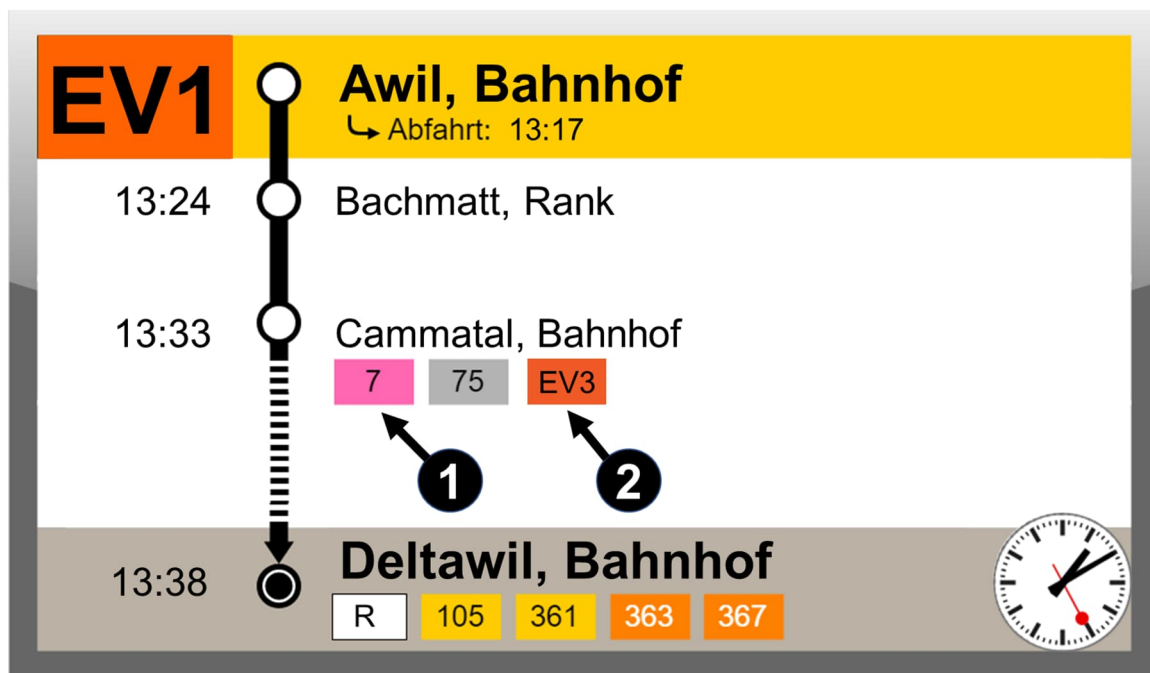 EV1
Awil, Bahnhof
Abfahrt: 13:17
13:24 Bachmatt, Rank
13:33 Cammatal, Bahnhof
7 75 EV3
1 2
Deltawil, Bahnhof
13:38
R 105 361 363 367